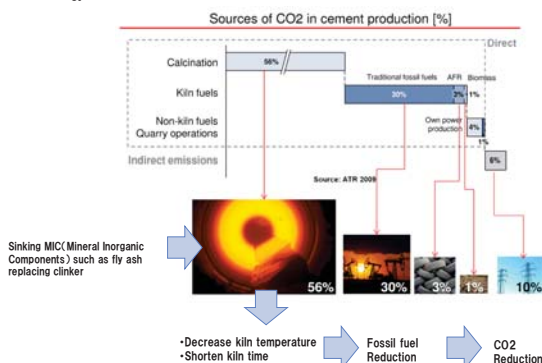 Sources of CO2 in cement production [%]
Direct
Calcination
56%
Traditional fossil fuels
AFR
Biomass
Kiln fuels
30%
3%
1%
Non-kiln fuels
Quarry operations
Own power
production
4%
1%
Indirect emissions
6%
Source: ATR 2009
Sinking MIC(Mineral Inorganic
Components) such as fly ash
replacing clinker
56%
30%
3%
1%
10%
・Decrease kiln temperature
・Shorten kiln time
Fossil fuel
Reduction
CO2
Reduction